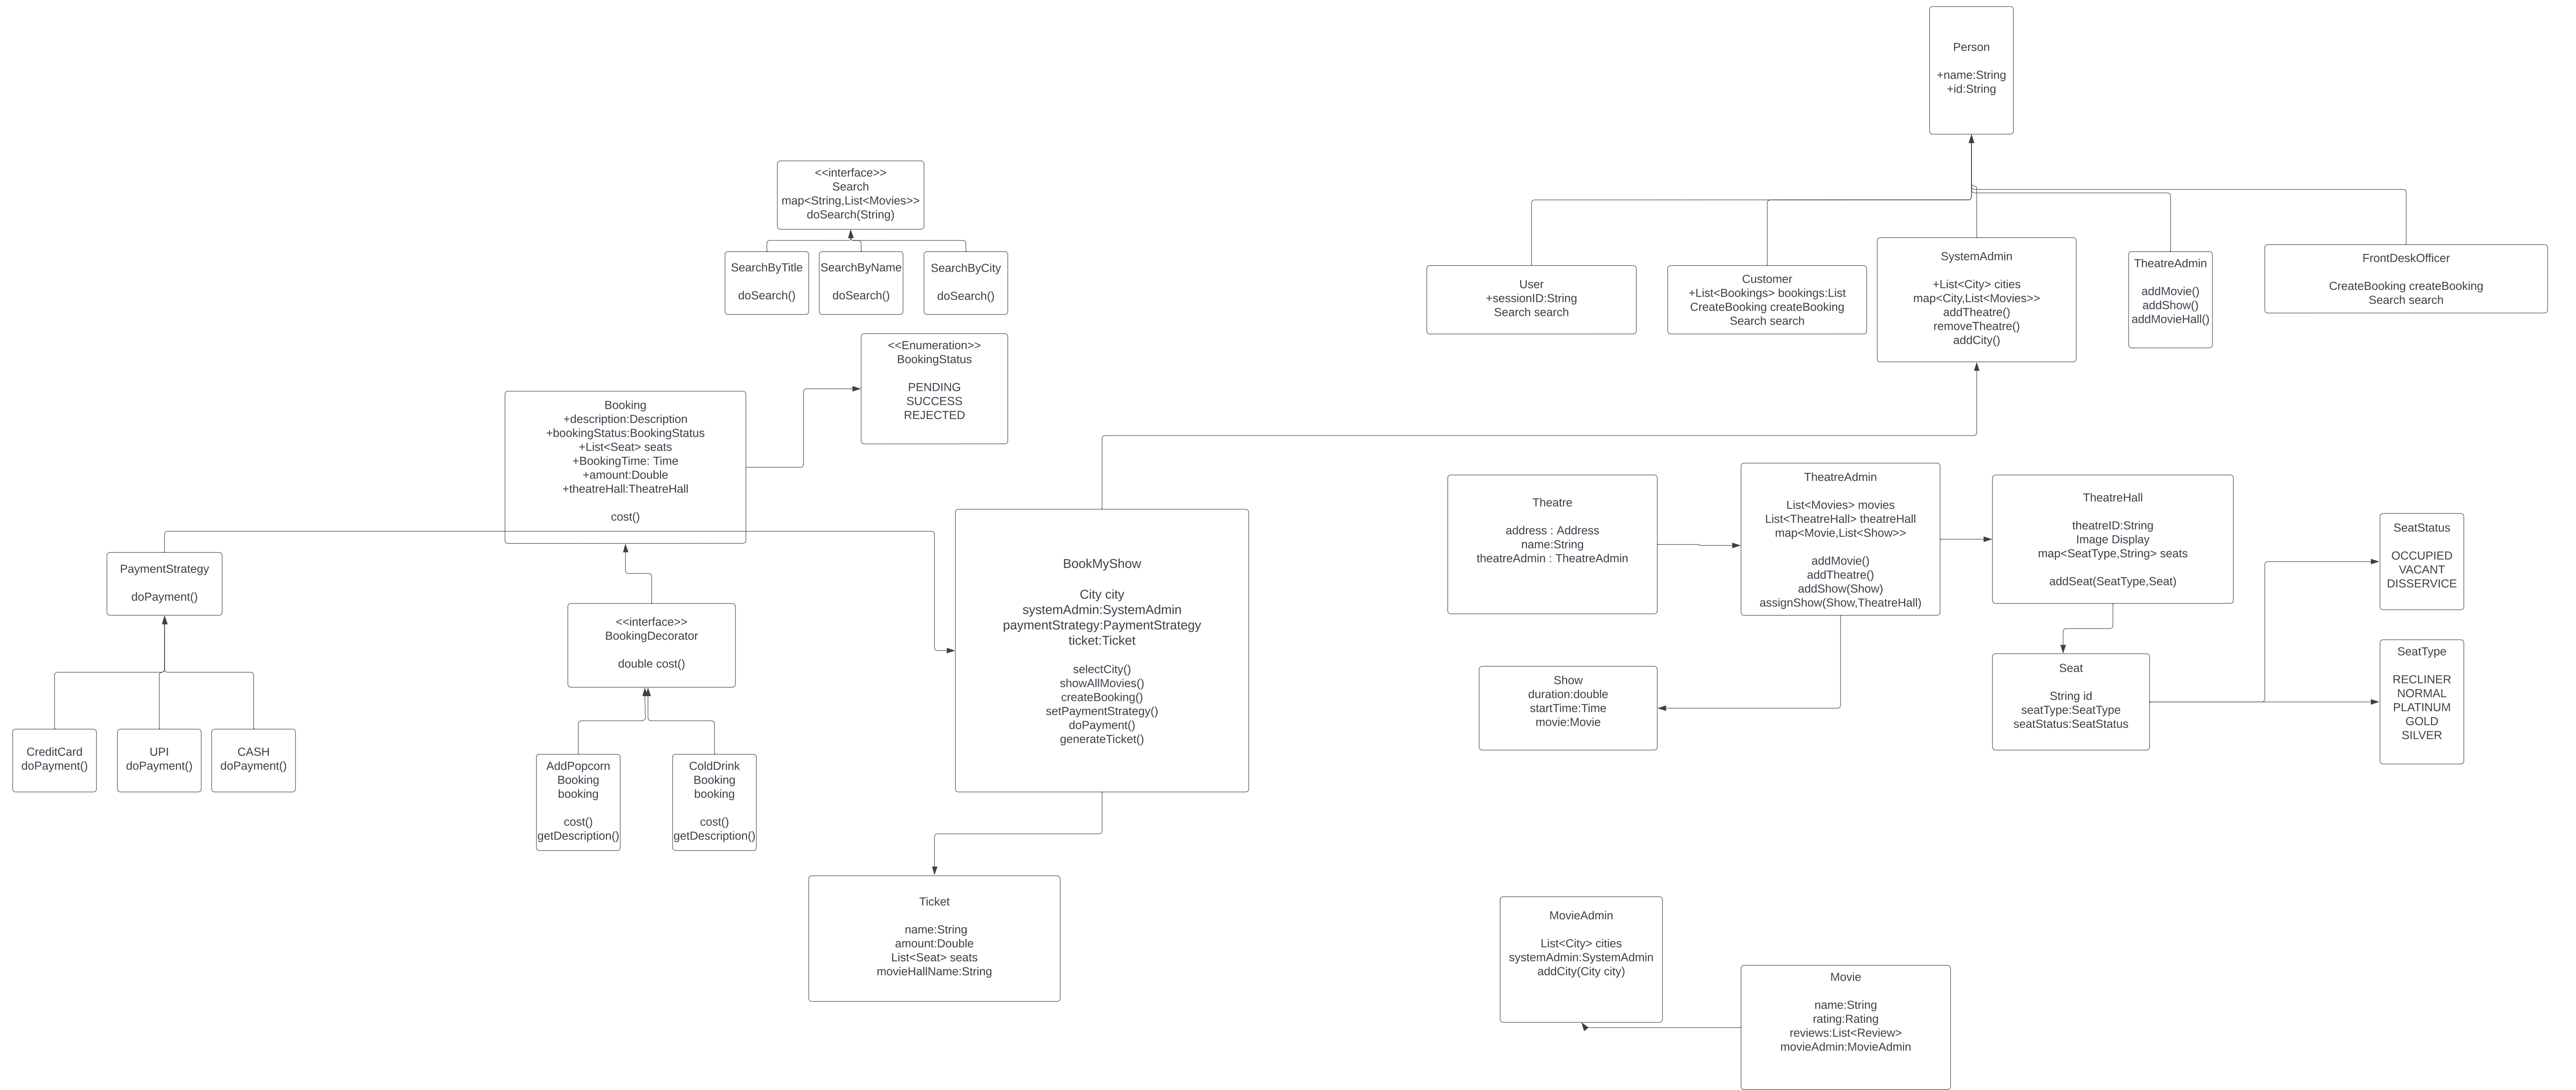 Person
+name:String
+id:String
<<interface>>
Search
map<String,List<Movies>>
doSearch(String)
SearchByTitle
doSearch()
SearchByName
doSearch()
SearchByCity
doSearch()
User
+sessionID:String
Search search
Customer
+List<Bookings> bookings:List
CreateBooking createBooking
Search search
SystemAdmin
+List<City> cities
map<City,List<Movies>>
addTheatre()
removeTheatre()
addCity()
TheatreAdmin
addMovie()
addShow()
addMovieHall()
FrontDeskOfficer
CreateBooking createBooking
Search search
<<Enumeration>>
BookingStatus
PENDING
SUCCESS
REJECTED
Booking
+description:Description
+bookingStatus:BookingStatus
+List<Seat> seats
+BookingTime: Time
+amount:Double
+theatreHall:TheatreHall
cost()
PaymentStrategy
doPayment()
CreditCard
doPayment()
UPI
doPayment()
CASH
doPayment()
<<interface>>
BookingDecorator
double cost()
AddPopcorn
Booking
booking
cost()
getDescription()
ColdDrink
Booking
booking
cost()
getDescription()
BookMyShow
City city
systemAdmin:SystemAdmin
paymentStrategy:PaymentStrategy
ticket:Ticket
selectCity()
showAllMovies()
createBooking()
setPaymentStrategy()
doPayment()
generateTicket()
Ticket
name:String
amount:Double
List<Seat> seats
movieHallName:String
Theatre
address : Address
name:String
theatreAdmin : TheatreAdmin
TheatreAdmin
List<Movies> movies
List<TheatreHall> theatreHall
map<Movie,List<Show>>
addMovie()
addTheatre()
addShow(Show)
assignShow(Show,TheatreHall)
TheatreHall
theatreID:String
Image Display
map<SeatType,String> seats
addSeat(SeatType,Seat)
SeatStatus
OCCUPIED
VACANT
DISSERVICE
Show
duration:double
startTime:Time
movie:Movie
Seat
String id
seatType:SeatType
seatStatus:SeatStatus
SeatType
RECLINER
NORMAL
PLATINUM
GOLD
SILVER
MovieAdmin
List<City> cities
systemAdmin:SystemAdmin
addCity(City city)
Movie
name:String
rating:Rating
reviews:List<Review>
movieAdmin:MovieAdmin